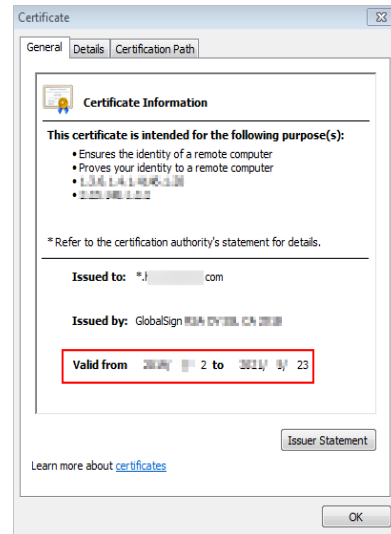 Certificate
General Details Certification Path
Certificate Information
This certificate is intended for the following purpose(s):
• Ensures the identity of a remote computer
• Proves your identity to a remote computer
* Refer to the certification authority's statement for details.
Issued to: *.h com
Issued by: GlobalSign
Valid from 2 to 23
Issuer Statement
Learn more about certificates
OK